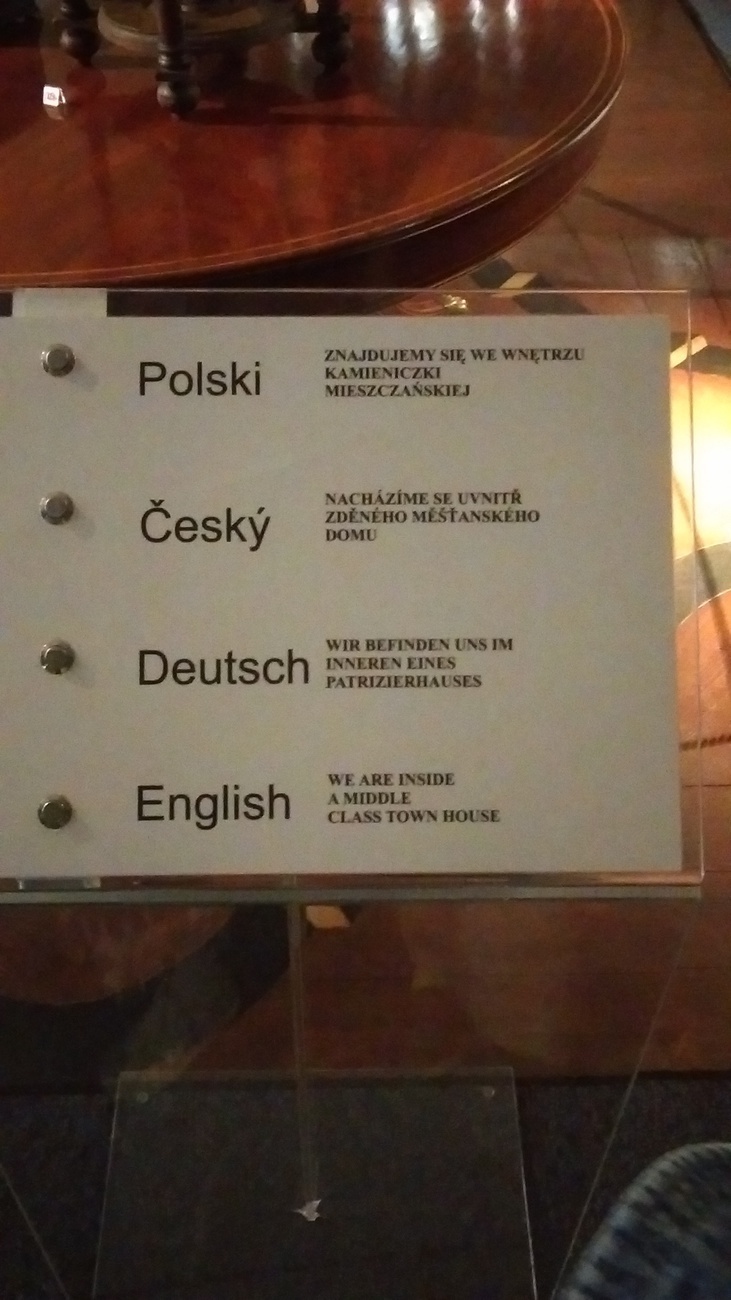 Polski
ZNAJDUJEMY SIĘ WE WNĘTRZU
KAMIENICZKI
MIESZCZAŃSKIEJ
Český
NACHÁZÍME SE UVNITŘ
ZDĚNÉHO MĚŠŤANSKÉHO
DOMU
Deutsch
WIR BEFINDEN UNS IM
INNEREN EINES
PATRIZIERHAUSES
English
WE ARE INSIDE
A MIDDLE
CLASS TOWN HOUSE